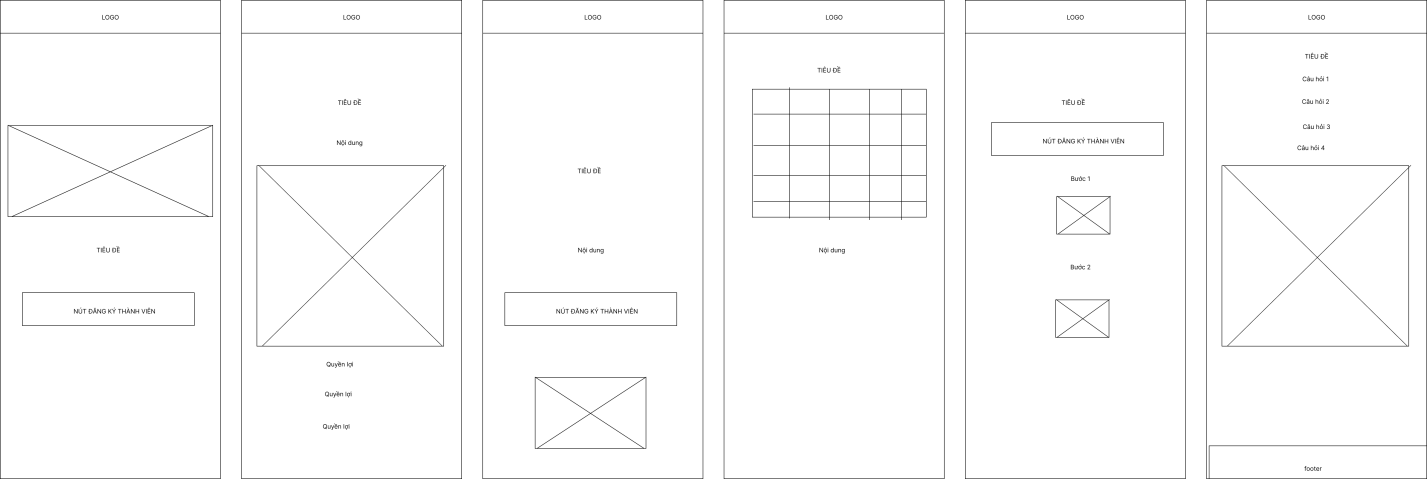 LOGO
TIÊU ĐỀ
NÚT ĐĂNG KÝ THÀNH VIÊN
LOGO
TIÊU ĐỀ
Nội dung
Quyền lợi
Quyền lợi
Quyền lợi
LOGO
TIÊU ĐỀ
Nội dung
NÚT ĐĂNG KÝ THÀNH VIÊN
LOGO
TIÊU ĐỀ
Nội dung
LOGO
TIÊU ĐỀ
NÚT ĐĂNG KÝ THÀNH VIÊN
Bước 1
Bước 2
LOGO
TIÊU ĐỀ
Câu hỏi 1
Câu hỏi 2
Câu hỏi 3
Câu hỏi 4
footer